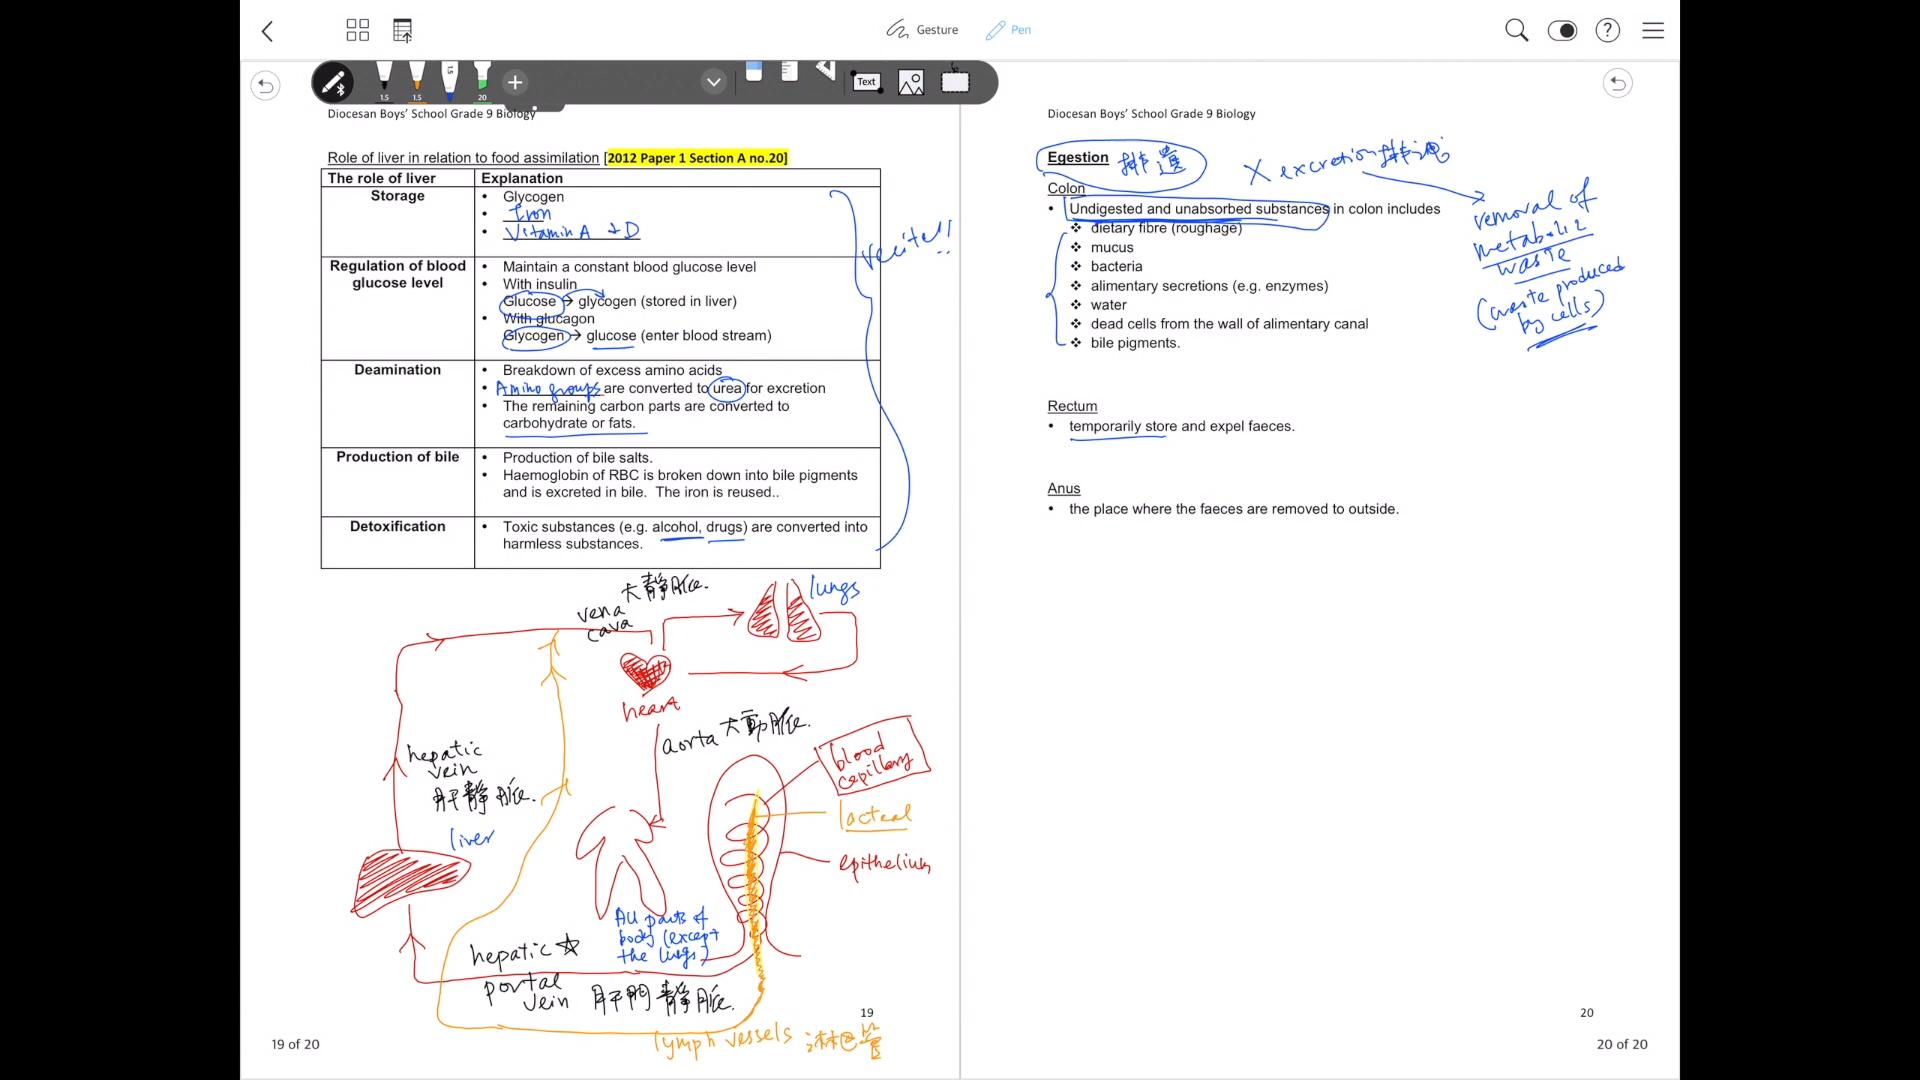 Gesture
Pen
1.5
1.5
1.5
20
Text
Diocesan Boys' School Grade 9 Biology
Role of liver in relation to food assimilation [2012 Paper 1 Section A no.20]
The role of liver
Explanation
Storage
• Glycogen
• Iron
• Vitamin A + D
Regulation of blood
glucose level
• Maintain a constant blood glucose level
• With insulin
Glucose → glycogen (stored in liver)
• With glucagon
Glycogen → glucose (enter blood stream)
Deamination
• Breakdown of excess amino acids
• Amino groups are converted to urea for excretion
• The remaining carbon parts are converted to
carbohydrate or fats.
Production of bile
• Production of bile salts.
• Haemoglobin of RBC is broken down into bile pigments
and is excreted in bile. The iron is reused..
Detoxification
• Toxic substances (e.g. alcohol, drugs) are converted into
harmless substances.
recite!!
大靜脈.
vena
cava
lungs
heart
aorta 大動脈.
hepatic
vein
肝靜脈.
liver
blood
capillary
lacteal
epithelium
All parts of
body (except
the lungs)
hepatic ☆
portal
vein 肝門靜脈.
lymph vessels 淋巴管
19
19 of 20
Diocesan Boys' School Grade 9 Biology
Egestion 排遺
X excretion 排泄
Colon
• Undigested and unabsorbed substances in colon includes
❖ dietary fibre (roughage)
❖ mucus
❖ bacteria
❖ alimentary secretions (e.g. enzymes)
❖ water
❖ dead cells from the wall of alimentary canal
❖ bile pigments.
removal of
metabolic
waste
(waste produced
by cells)
Rectum
• temporarily store and expel faeces.
Anus
• the place where the faeces are removed to outside.
20
20 of 20